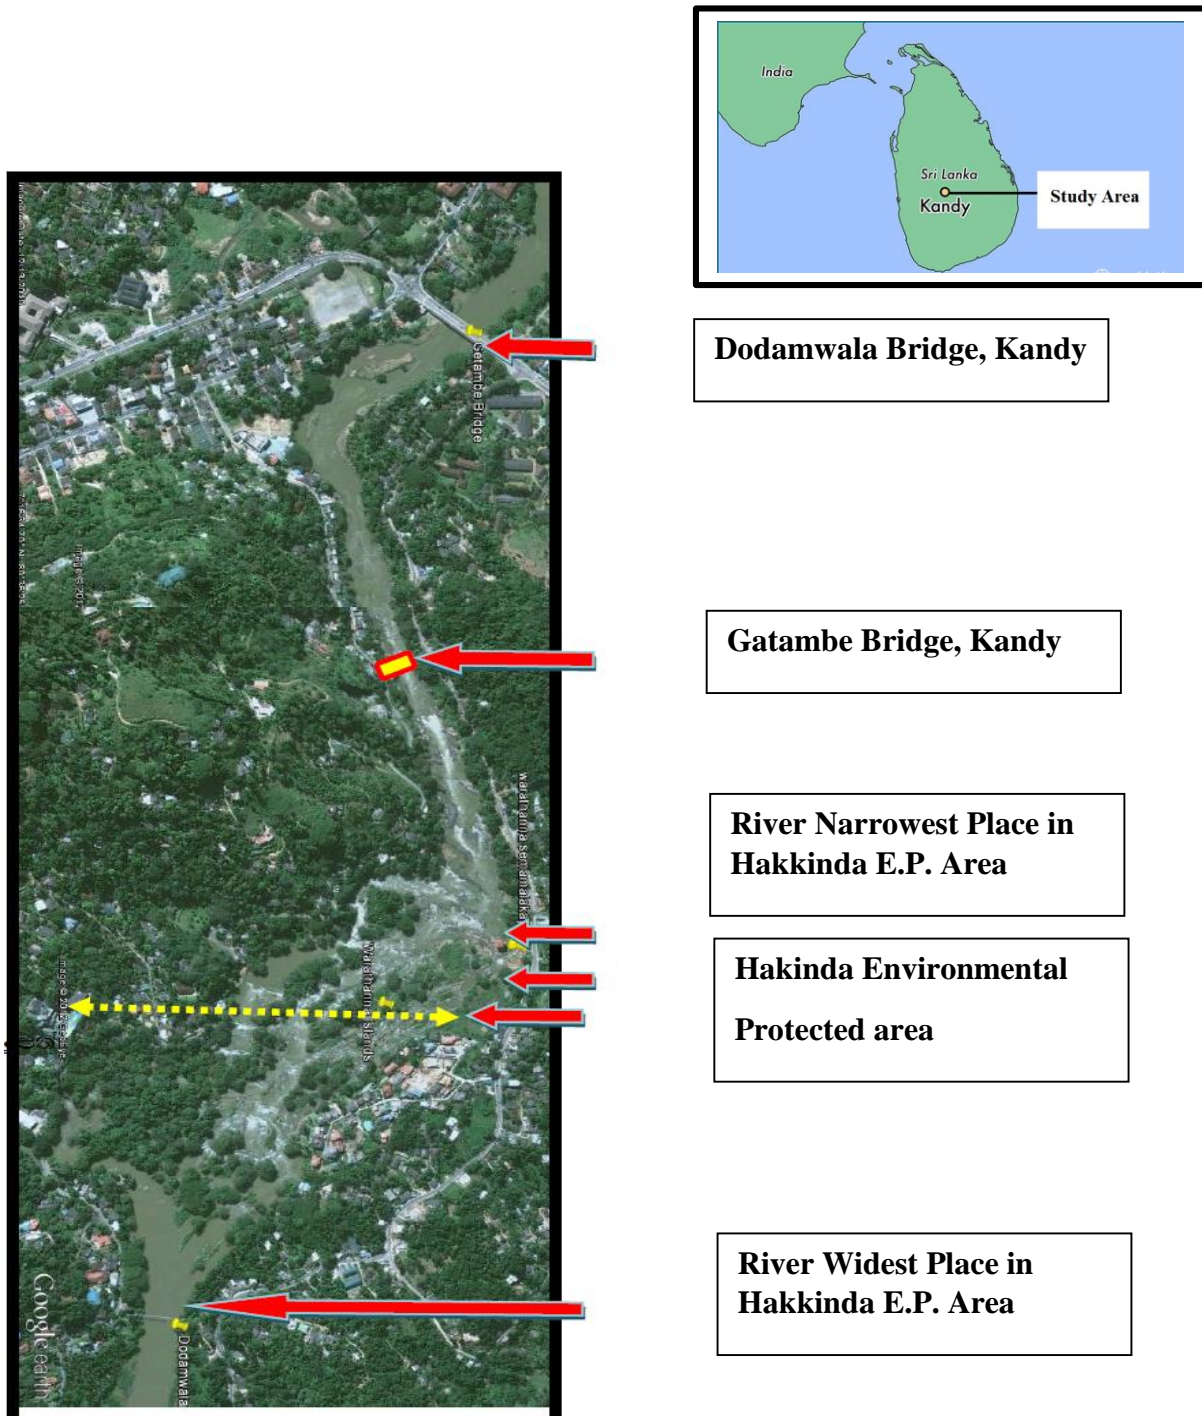 India
Sri Lanka
Kandy
Study Area
Dodamwala Bridge, Kandy
Getambe Bridge
Gatambe Bridge, Kandy
River Narrowest Place in
Hakkinda E.P. Area
Hakinda Environmental
Protected area
River Widest Place in
Hakkinda E.P. Area
Dodamwala
Google earth